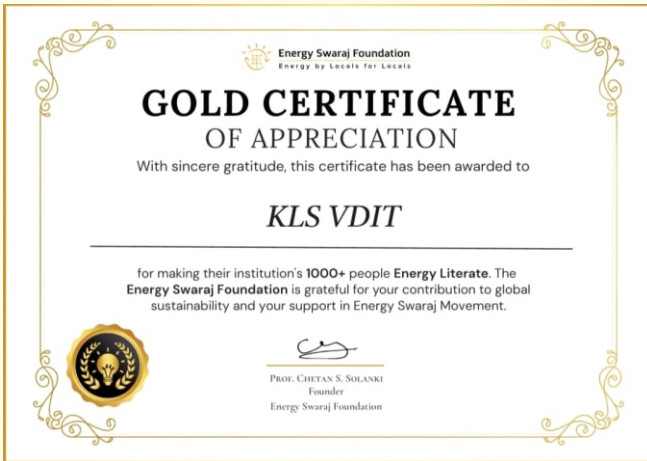 Energy Swaraj Foundation
Energy by Locals for Locals
GOLD CERTIFICATE
OF APPRECIATION
With sincere gratitude, this certificate has been awarded to
KLS VDIT
for making their institution's 1000+ people Energy Literate. The
Energy Swaraj Foundation is grateful for your contribution to global
sustainability and your support in Energy Swaraj Movement.
PROF. CHETAN S. SOLANKI
Founder
Energy Swaraj Foundation